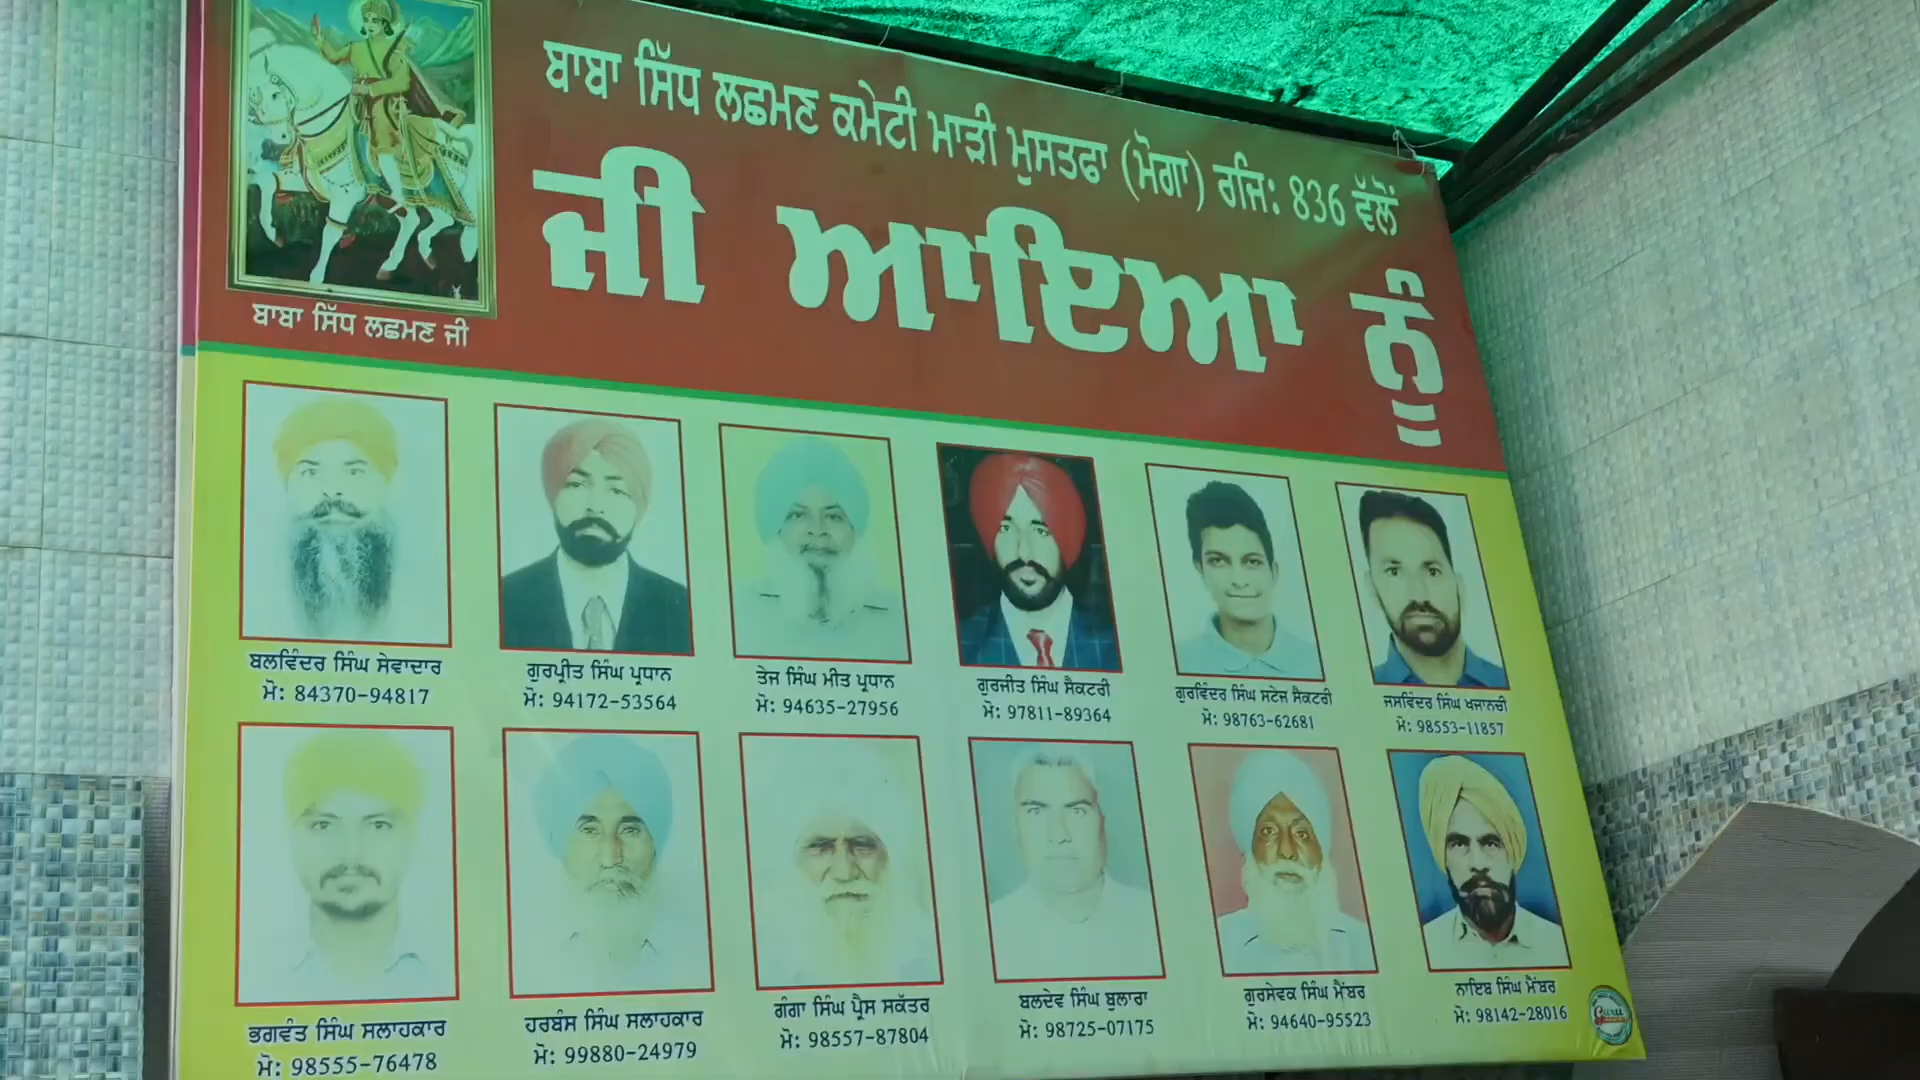 ਬਾਬਾ ਸਿੱਧ ਲਛਮਣ ਕਮੇਟੀ ਮਾੜੀ ਮੁਸਤਫਾ (ਮੋਗਾ) ਰਜਿ: 836 ਵੱਲੋਂ
ਜੀ ਆਇਆ ਨੂੰ
ਬਾਬਾ ਸਿੱਧ ਲਛਮਣ ਜੀ
ਬਲਵਿੰਦਰ ਸਿੰਘ ਸੇਵਾਦਾਰ
ਮੋ: 84370-94817
ਗੁਰਪ੍ਰੀਤ ਸਿੰਘ ਪ੍ਰਧਾਨ
ਮੋ: 94172-53564
ਤੇਜ ਸਿੰਘ ਮੀਤ ਪ੍ਰਧਾਨ
ਮੋ: 94635-27956
ਗੁਰਜੀਤ ਸਿੰਘ ਸੈਕਟਰੀ
ਮੋ: 97811-89364
ਗੁਰਵਿੰਦਰ ਸਿੰਘ ਸਟੇਜ ਸੈਕਟਰੀ
ਮੋ: 98763-62681
ਜਸਵਿੰਦਰ ਸਿੰਘ ਖਜਾਨਚੀ
ਮੋ: 98553-11857
ਭਗਵੰਤ ਸਿੰਘ ਸਲਾਹਕਾਰ
ਮੋ: 98555-76478
ਹਰਬੰਸ ਸਿੰਘ ਸਲਾਹਕਾਰ
ਮੋ: 99880-24979
ਗੰਗਾ ਸਿੰਘ ਪ੍ਰੈਸ ਸਕੱਤਰ
ਮੋ: 98557-87804
ਬਲਦੇਵ ਸਿੰਘ ਬੁਲਾਰਾ
ਮੋ: 98725-07175
ਗੁਰਸੇਵਕ ਸਿੰਘ ਮੈਂਬਰ
ਮੋ: 94640-95523
ਨਾਇਬ ਸਿੰਘ ਮੈਂਬਰ
ਮੋ: 98142-28016